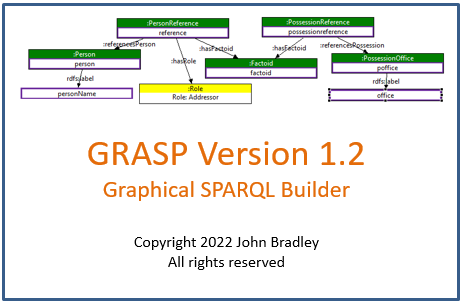 :PersonReference
reference
:PossessionReference
possessionreference
:referencesPerson
:hasFactoid
:hasFactoid
:referencesPossession
:Person
person
:hasRole
:Factoid
factoid
:PossessionOffice
poffice
rdfs:label
rdfs:label
personName
:Role
Role: Addressor
office
GRASP Version 1.2
Graphical SPARQL Builder
Copyright 2022 John Bradley
All rights reserved